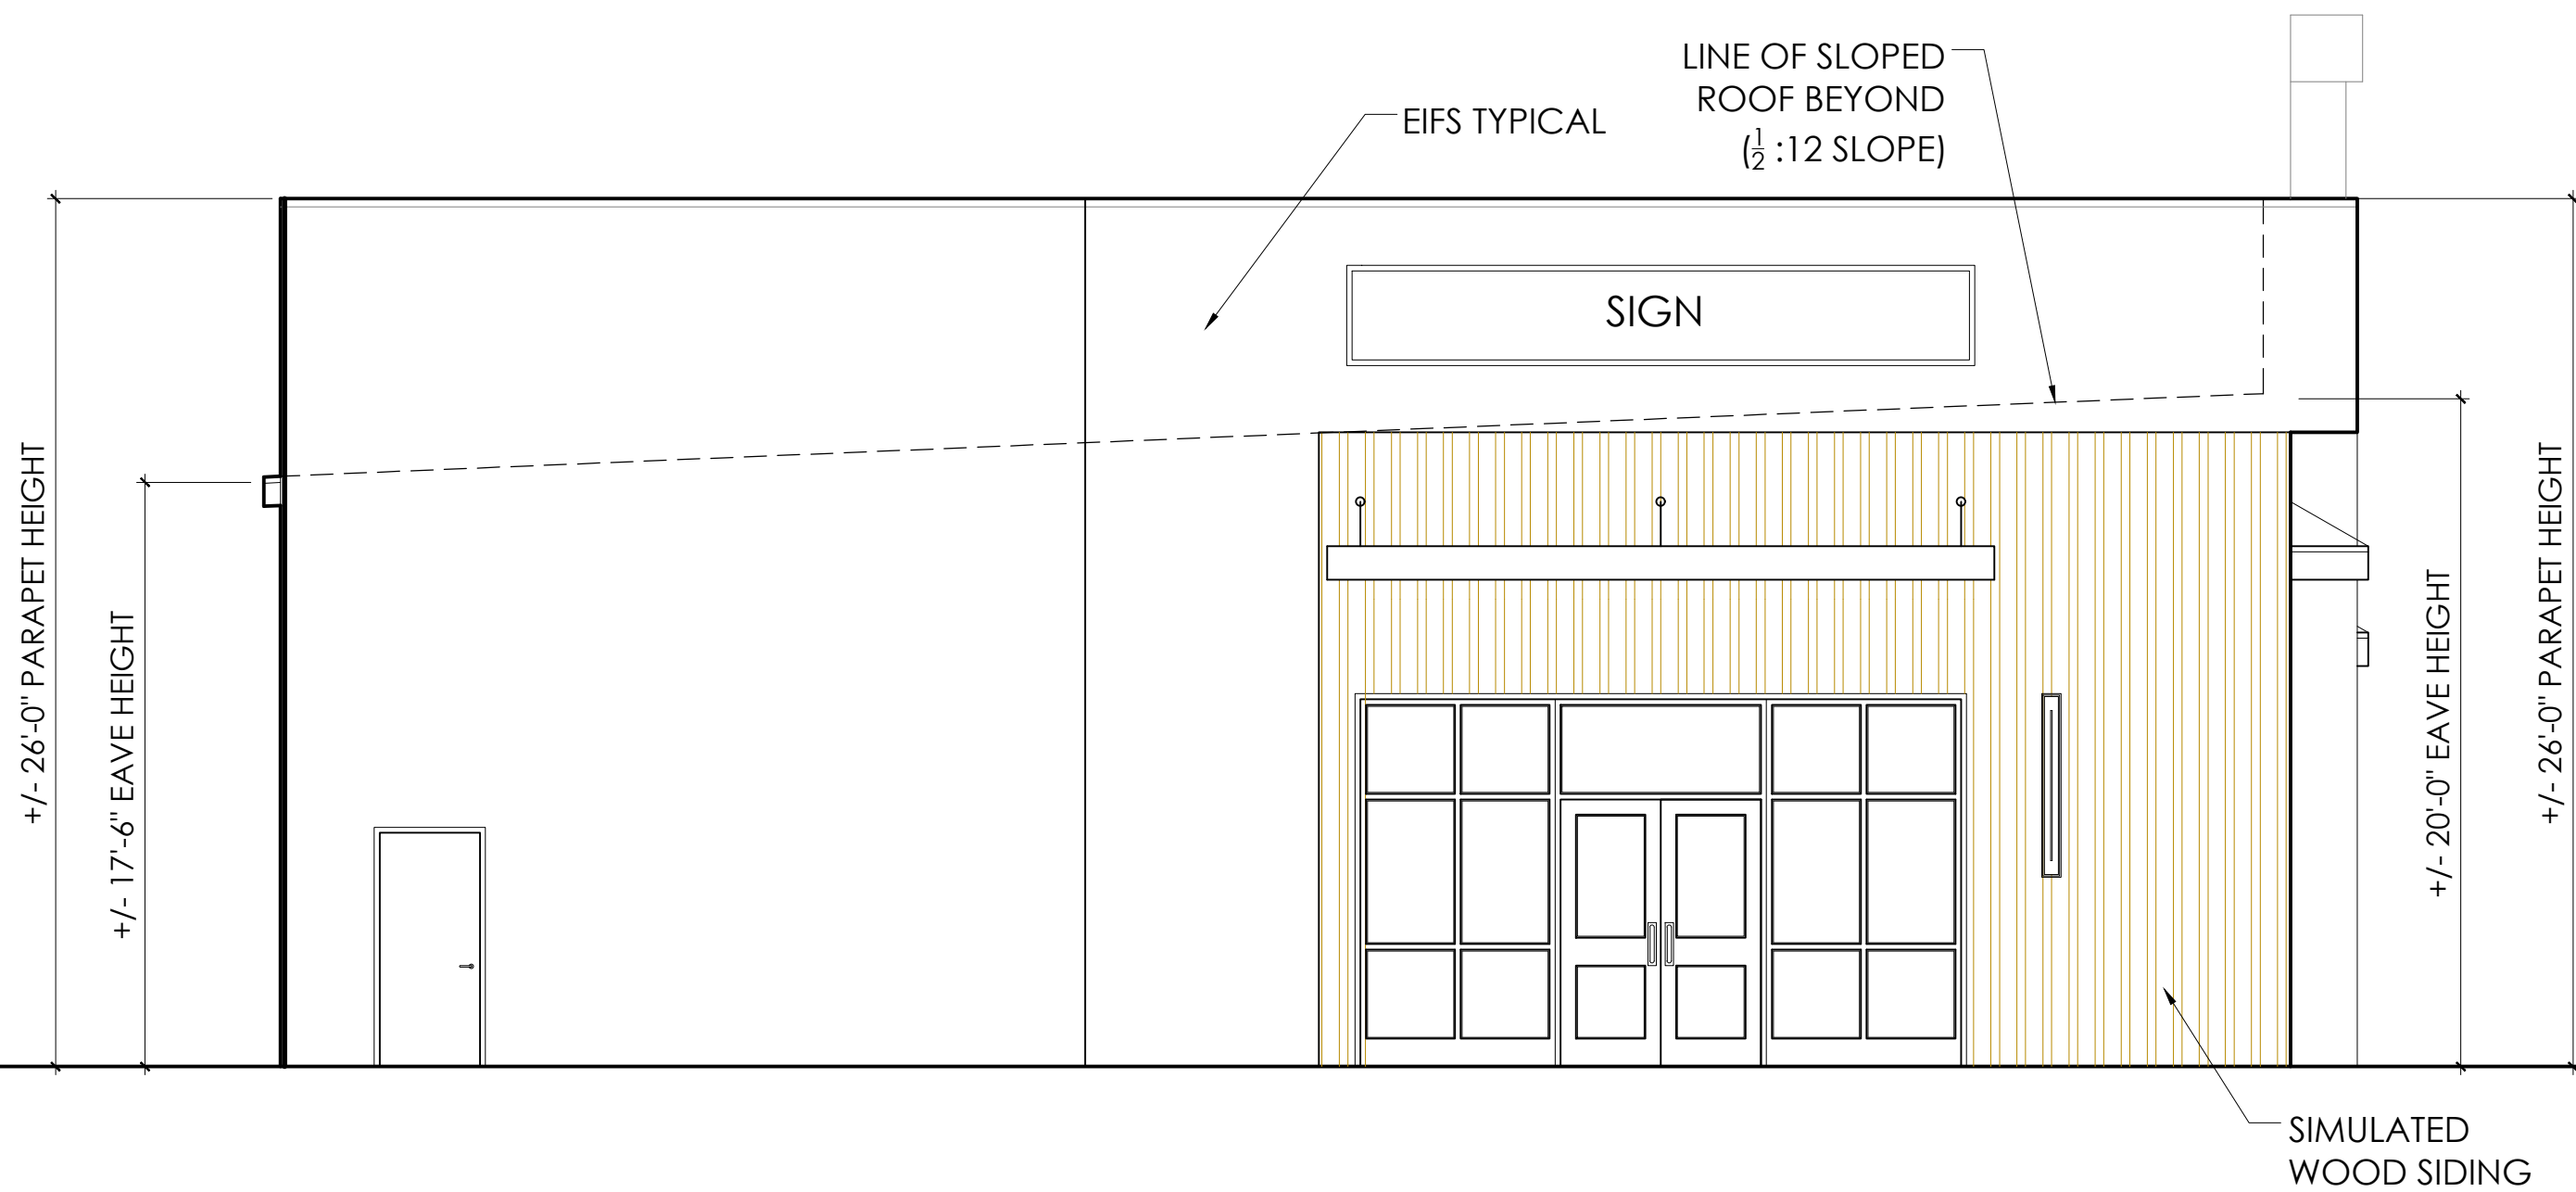 LINE OF SLOPED
ROOF BEYOND
(1/2 :12 SLOPE)
EIFS TYPICAL
SIGN
+/- 26'-0" PARAPET HEIGHT
+/- 17'-6" EAVE HEIGHT
+/- 20'-0" EAVE HEIGHT
+/- 26'-0" PARAPET HEIGHT
SIMULATED
WOOD SIDING